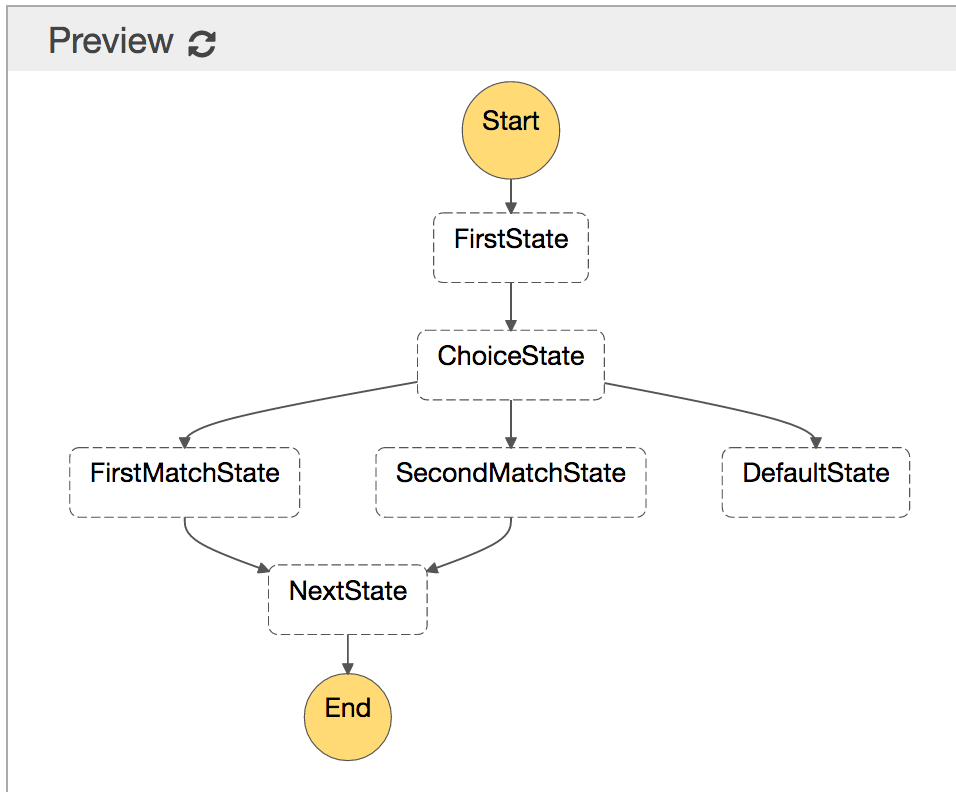 Preview
Start
FirstState
ChoiceState
FirstMatchState
SecondMatchState
DefaultState
NextState
End